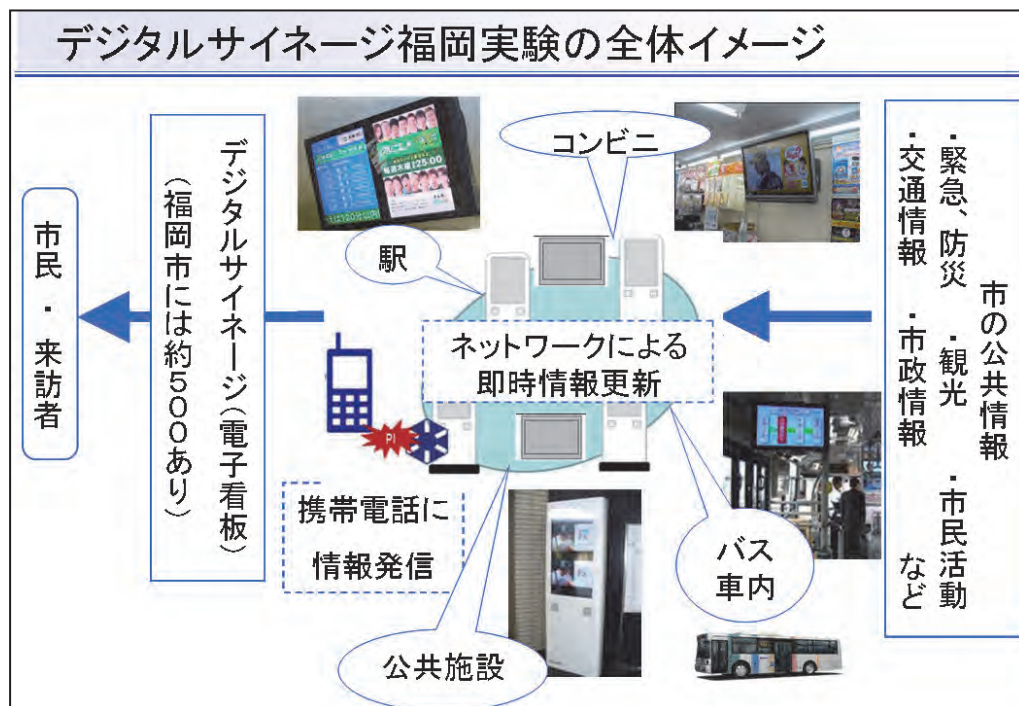 デジタルサイネージ福岡実験の全体イメージ
市の公共情報
・緊急、防災　・観光　・市民活動
・交通情報　・市政情報　など
コンビニ
駅
ネットワークによる
即時情報更新
PI
携帯電話に
情報発信
バス
車内
公共施設
デジタルサイネージ(電子看板)
(福岡市には約500あり)
市民・来訪者
25:00